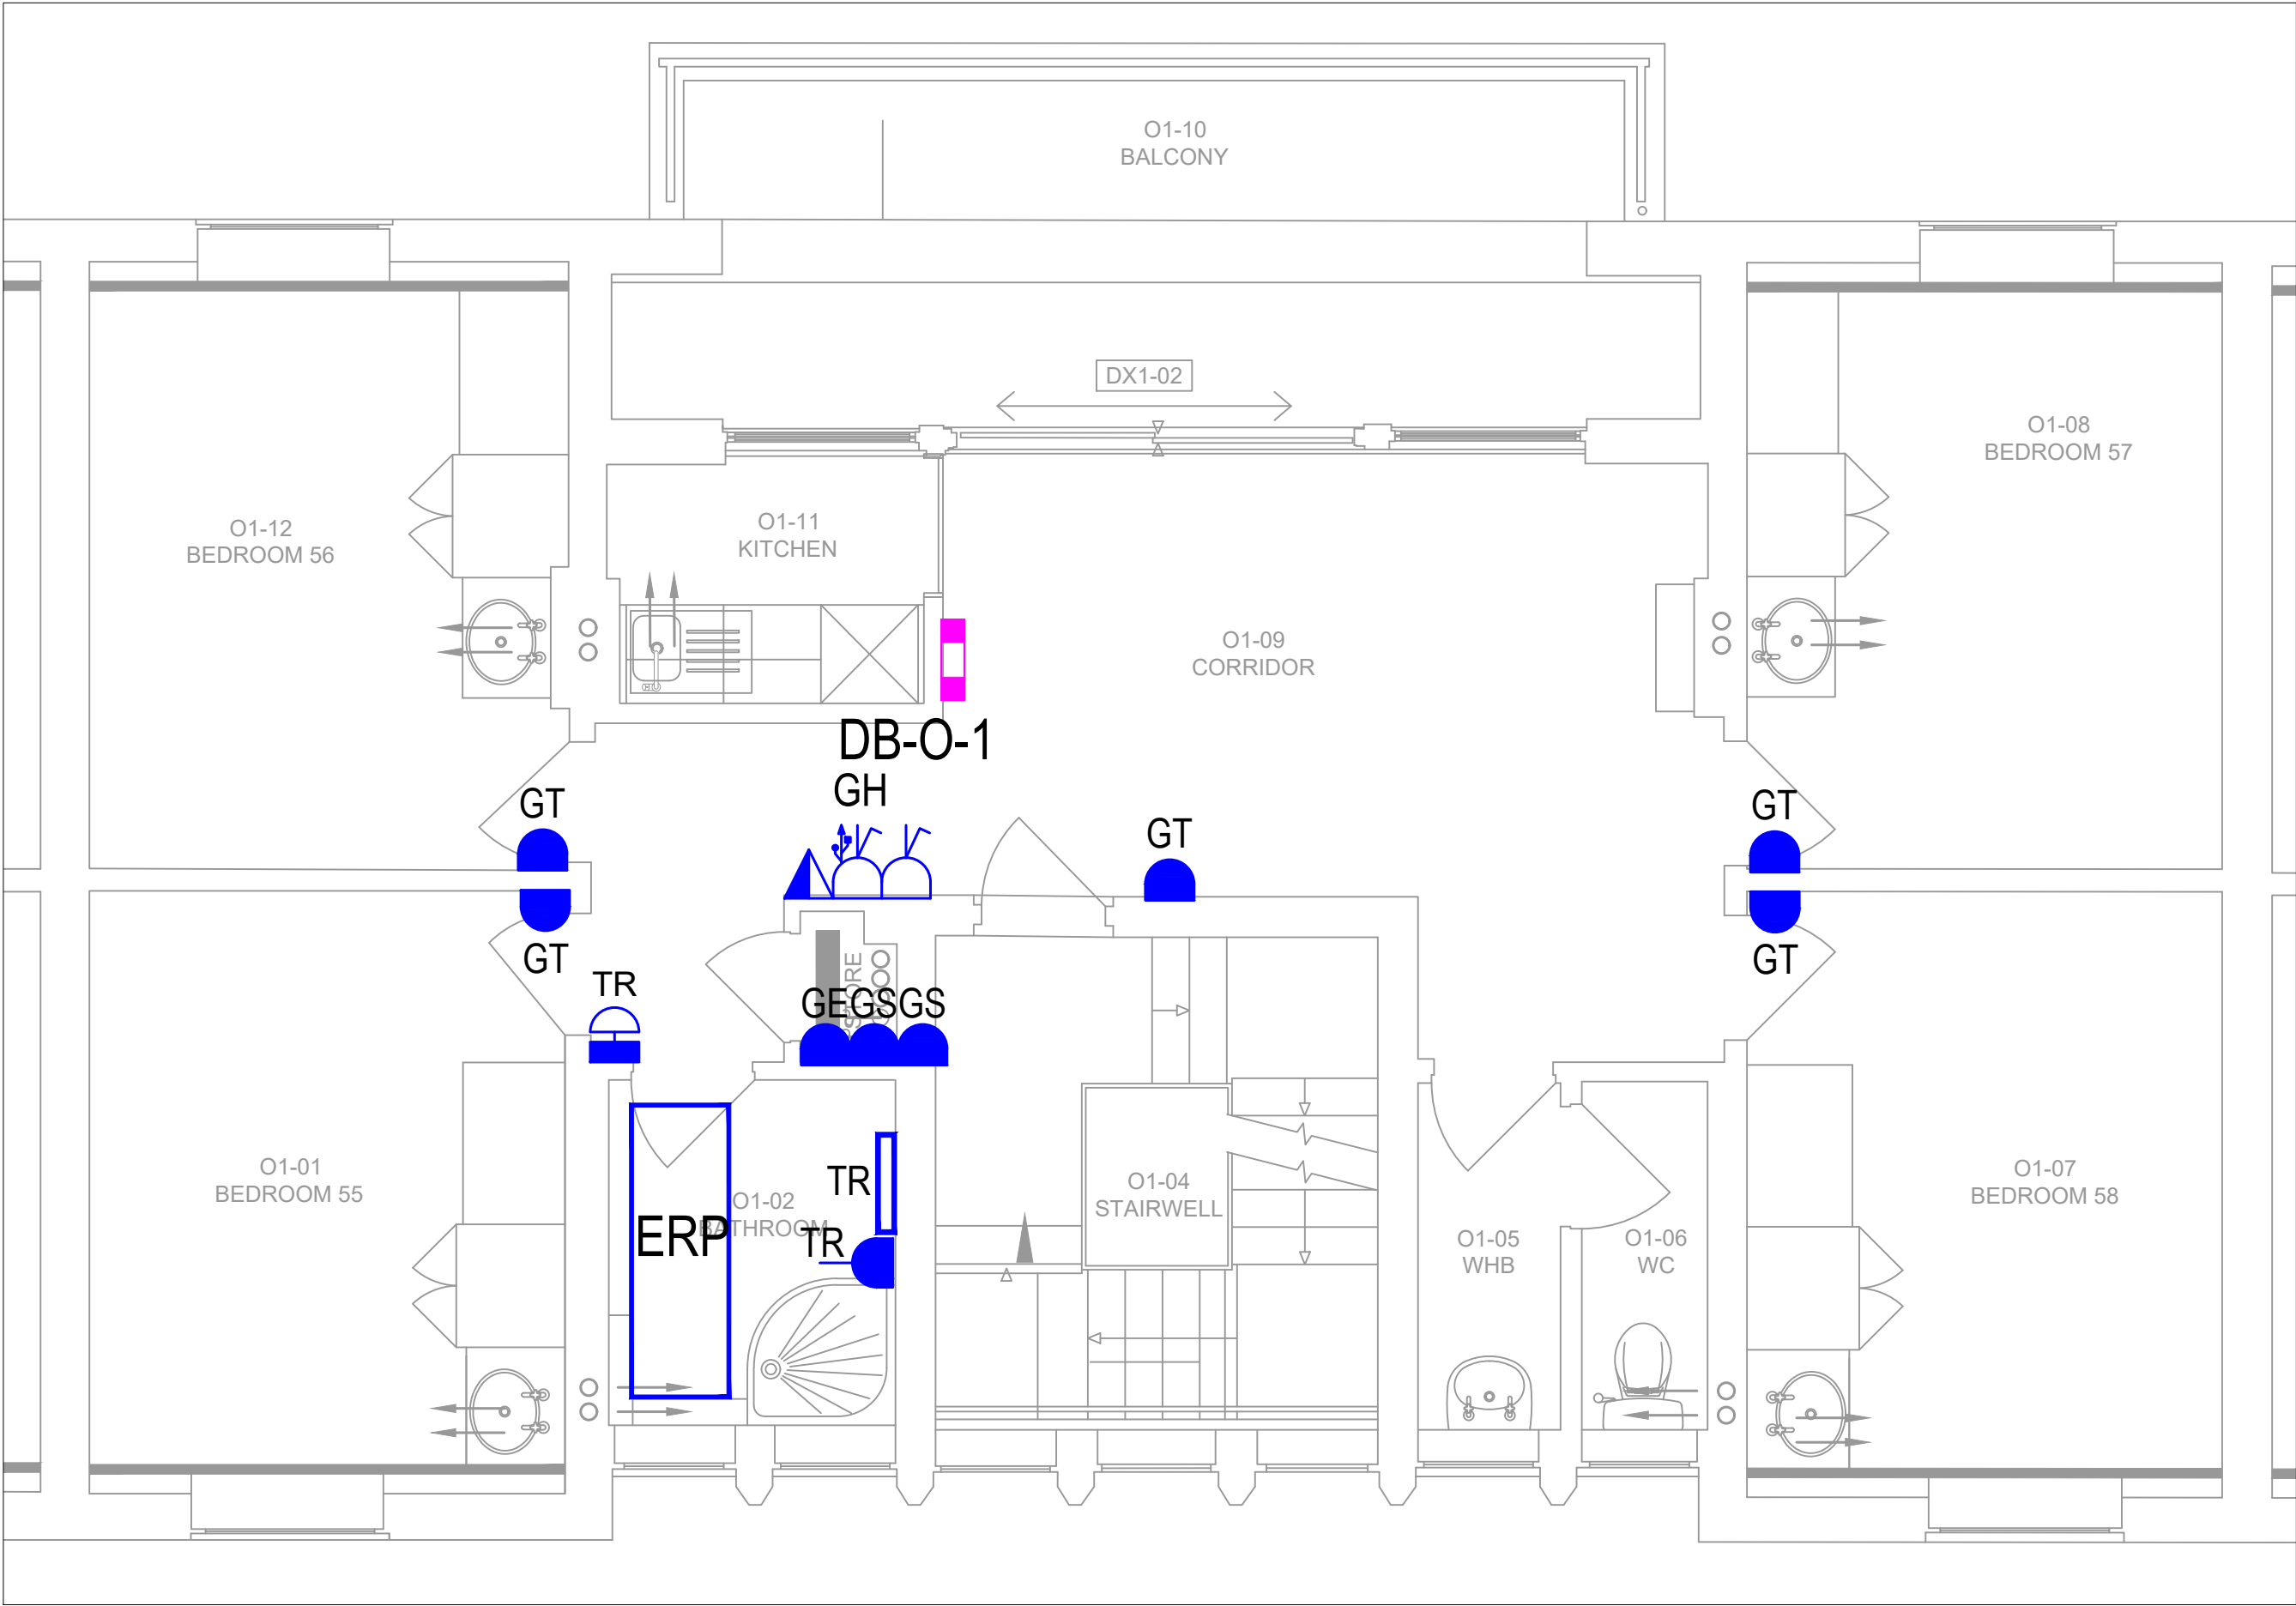 O1-10
BALCONY
DX1-02
O1-08
BEDROOM 57
O1-12
BEDROOM 56
O1-11
KITCHEN
O1-09
CORRIDOR
DB-O-1
GH
GT
GT
GT
GT
GT
TR
STORE
GEGSGS
O1-01
BEDROOM 55
O1-02
BATHROOM
ERP
TR
TR
O1-04
STAIRWELL
O1-05
WHB
O1-06
WC
O1-07
BEDROOM 58